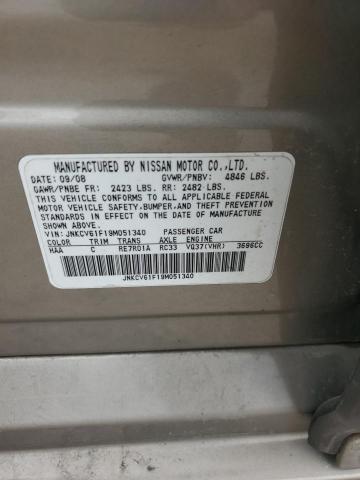 MANUFACTURED BY NISSAN MOTOR CO.,LTD.
DATE: 09/08 GVWR/PNBV: 4846 LBS.
GAWR/PNBE FR: 2423 LBS. RR: 2482 LBS.
THIS VEHICLE CONFORMS TO ALL APPLICABLE FEDERAL
MOTOR VEHICLE SAFETY,BUMPER,AND THEFT PREVENTION
STANDARDS IN EFFECT ON THE DATE OF MANUFACTURE
SHOWN ABOVE.
VIN: JNKCV61F19M051340 PASSENGER CAR
COLOR TRIM TRANS AXLE ENGINE
HAA C RE7R01A RC33 VQ37(VHR) 3696CC
JNKCV61F19M051340